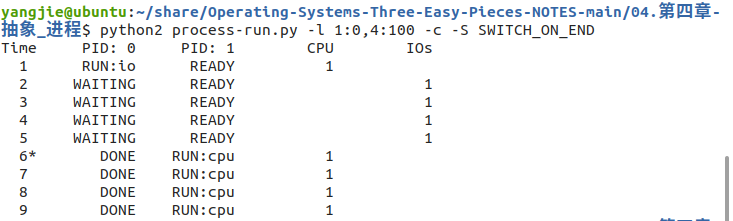 yangjie@ubuntu:~/share/Operating-Systems-Three-Easy-Pieces-NOTES-main/04.第四章-
抽象_进程$ python2 process-run.py -l 1:0,4:100 -c -S SWITCH_ON_END
Time     PID: 0     PID: 1        CPU        IOs
1     RUN:io      READY          1
2    WAITING      READY                     1
3    WAITING      READY                     1
4    WAITING      READY                     1
5    WAITING      READY                     1
6*       DONE    RUN:cpu          1
7        DONE    RUN:cpu          1
8        DONE    RUN:cpu          1
9        DONE    RUN:cpu          1